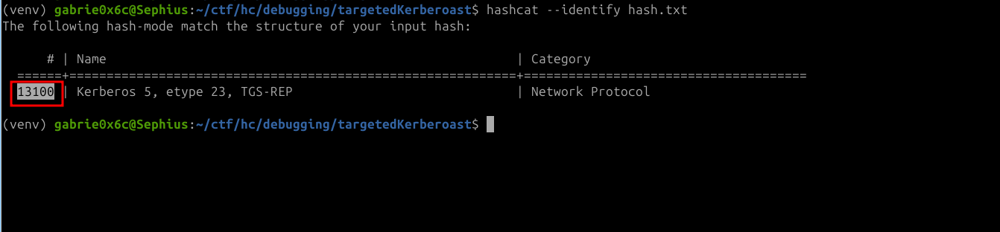 (venv) gabrie0x6c@Sephius:~/ctf/hc/debugging/targetedKerberoast$ hashcat --identify hash.txt
The following hash-mode match the structure of your input hash:
# | Name | Category
======+============================================================+======================================
13100 | Kerberos 5, etype 23, TGS-REP | Network Protocol
(venv) gabrie0x6c@Sephius:~/ctf/hc/debugging/targetedKerberoast$